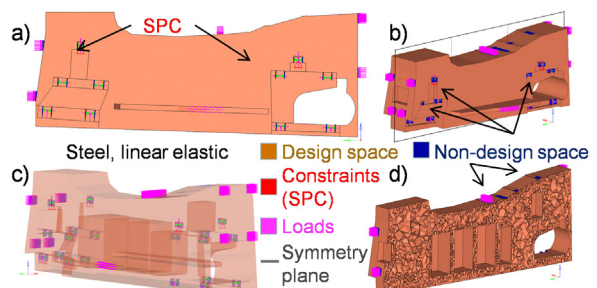 a)
SPC
b)
Steel, linear elastic
Design space
Non-design space
c)
Constraints
(SPC)
d)
Loads
Symmetry
plane